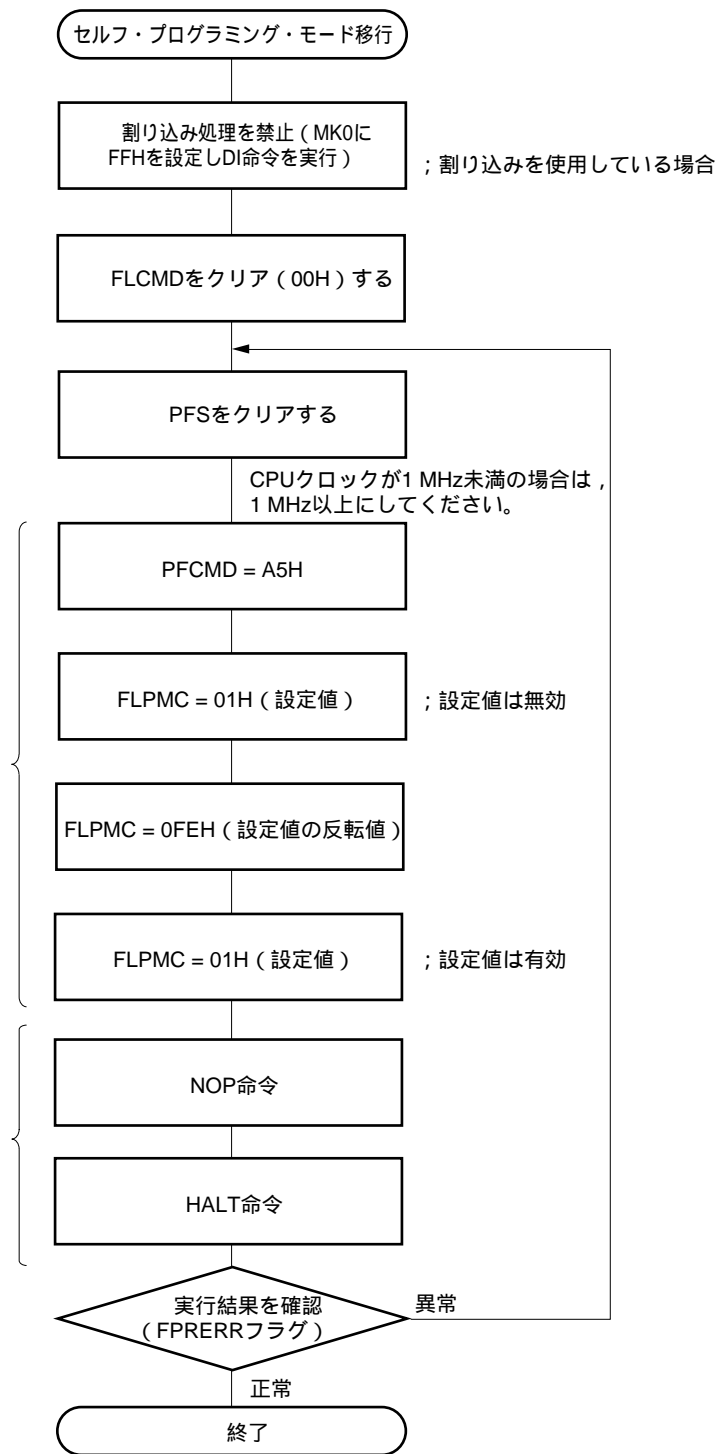 セルフ・プログラミング・モード移行
割り込み処理を禁止（MK0に
FFHを設定しDI命令を実行）
；割り込みを使用している場合
FLCMDをクリア（00H）する
PFSをクリアする
CPUクロックが1 MHz未満の場合は，
1 MHz以上にしてください。
PFCMD = A5H
FLPMC = 01H（設定値）
；設定値は無効
FLPMC = 0FEH（設定値の反転値）
FLPMC = 01H（設定値）
；設定値は有効
NOP命令
HALT命令
実行結果を確認
（FPRERRフラグ）
異常
正常
終了